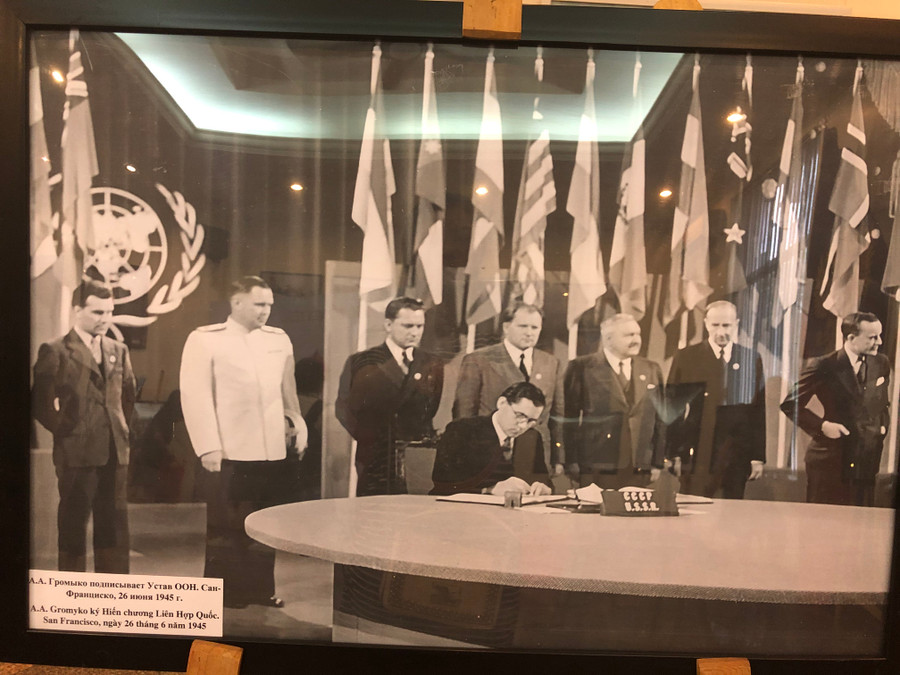 СССР
U.S.S.R.
А.А. Громыко подписывает Устав ООН. Сан-
Франциско, 26 июня 1945 г.
A.A. Gromyko ký Hiến chương Liên Hợp Quốc.
San Francisco, ngày 26 tháng 6 năm 1945